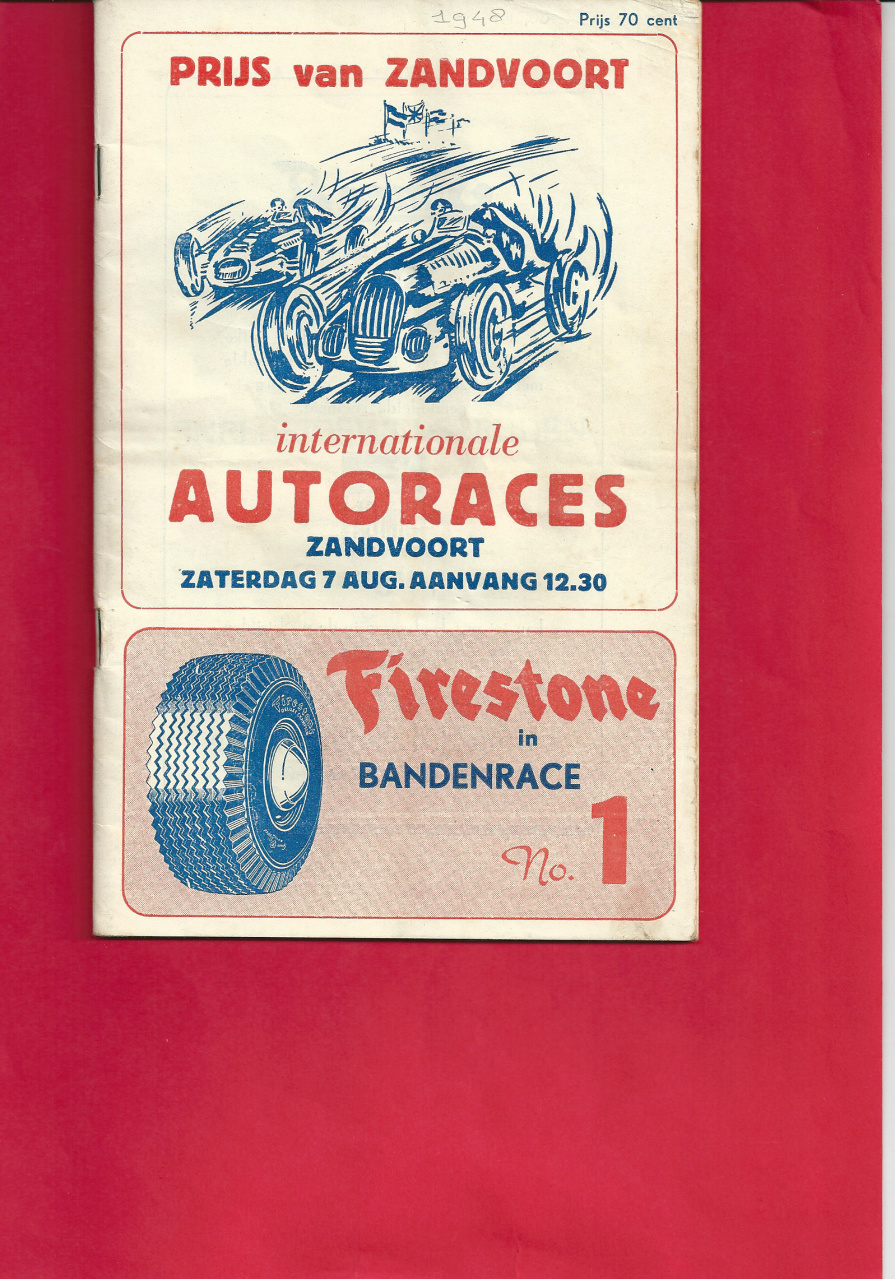 1948
Prijs 70 cent
PRIJS van ZANDVOORT
internationale
AUTORACES
ZANDVOORT
ZATERDAG 7 AUG. AANVANG 12.30
Firestone
Firestone
in
BANDENRACE
No. 1